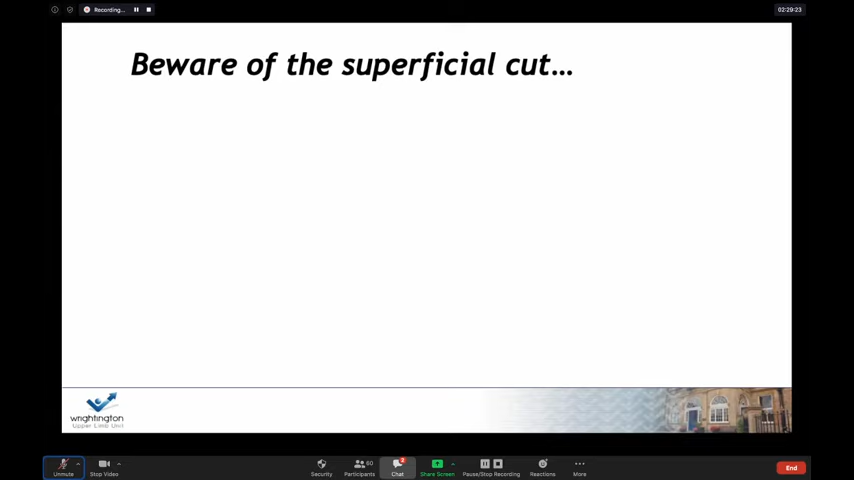 Recording...
02:29:23
Beware of the superficial cut...
wrightington
Upper Limb Unit
Unmute
Stop Video
Security
60
Participants
2
Chat
Share Screen
Pause/Stop Recording
Reactions
More
End